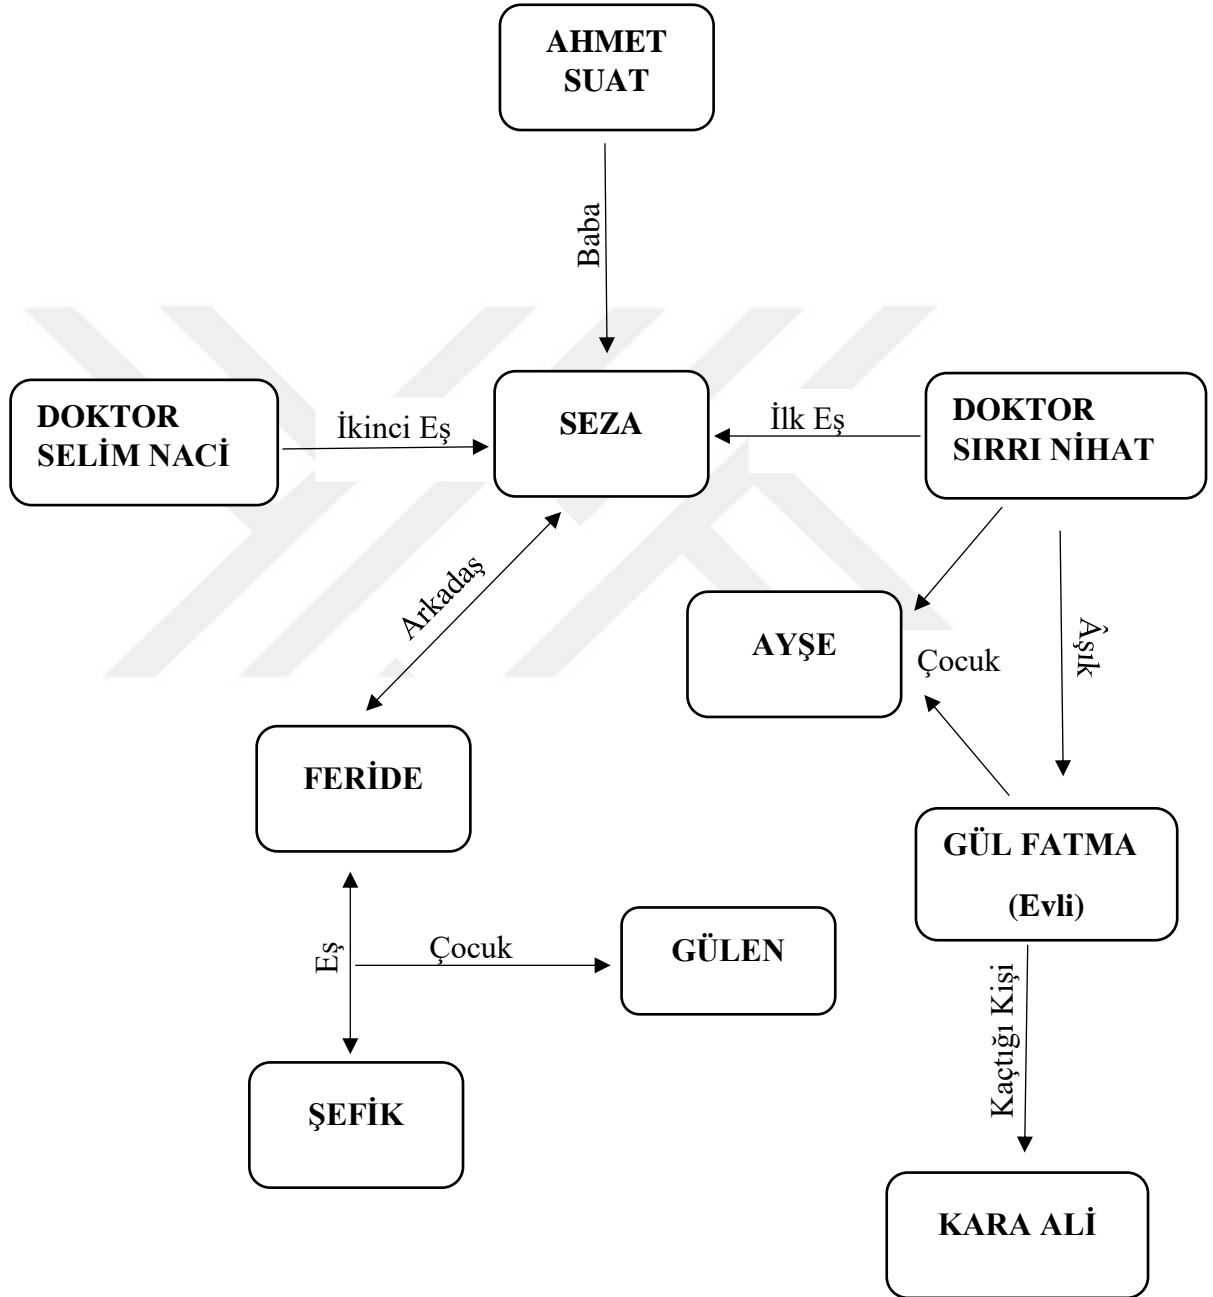 AHMET
SUAT
Baba
DOKTOR
SELİM NACİ
İkinci Eş
SEZA
İlk Eş
DOKTOR
SIRRI NİHAT
Arkadaş
AYŞE
Çocuk
Âşık
FERİDE
GÜL FATMA
(Evli)
Eş
Çocuk
GÜLEN
Kaçtığı Kişi
ŞEFİK
KARA ALİ